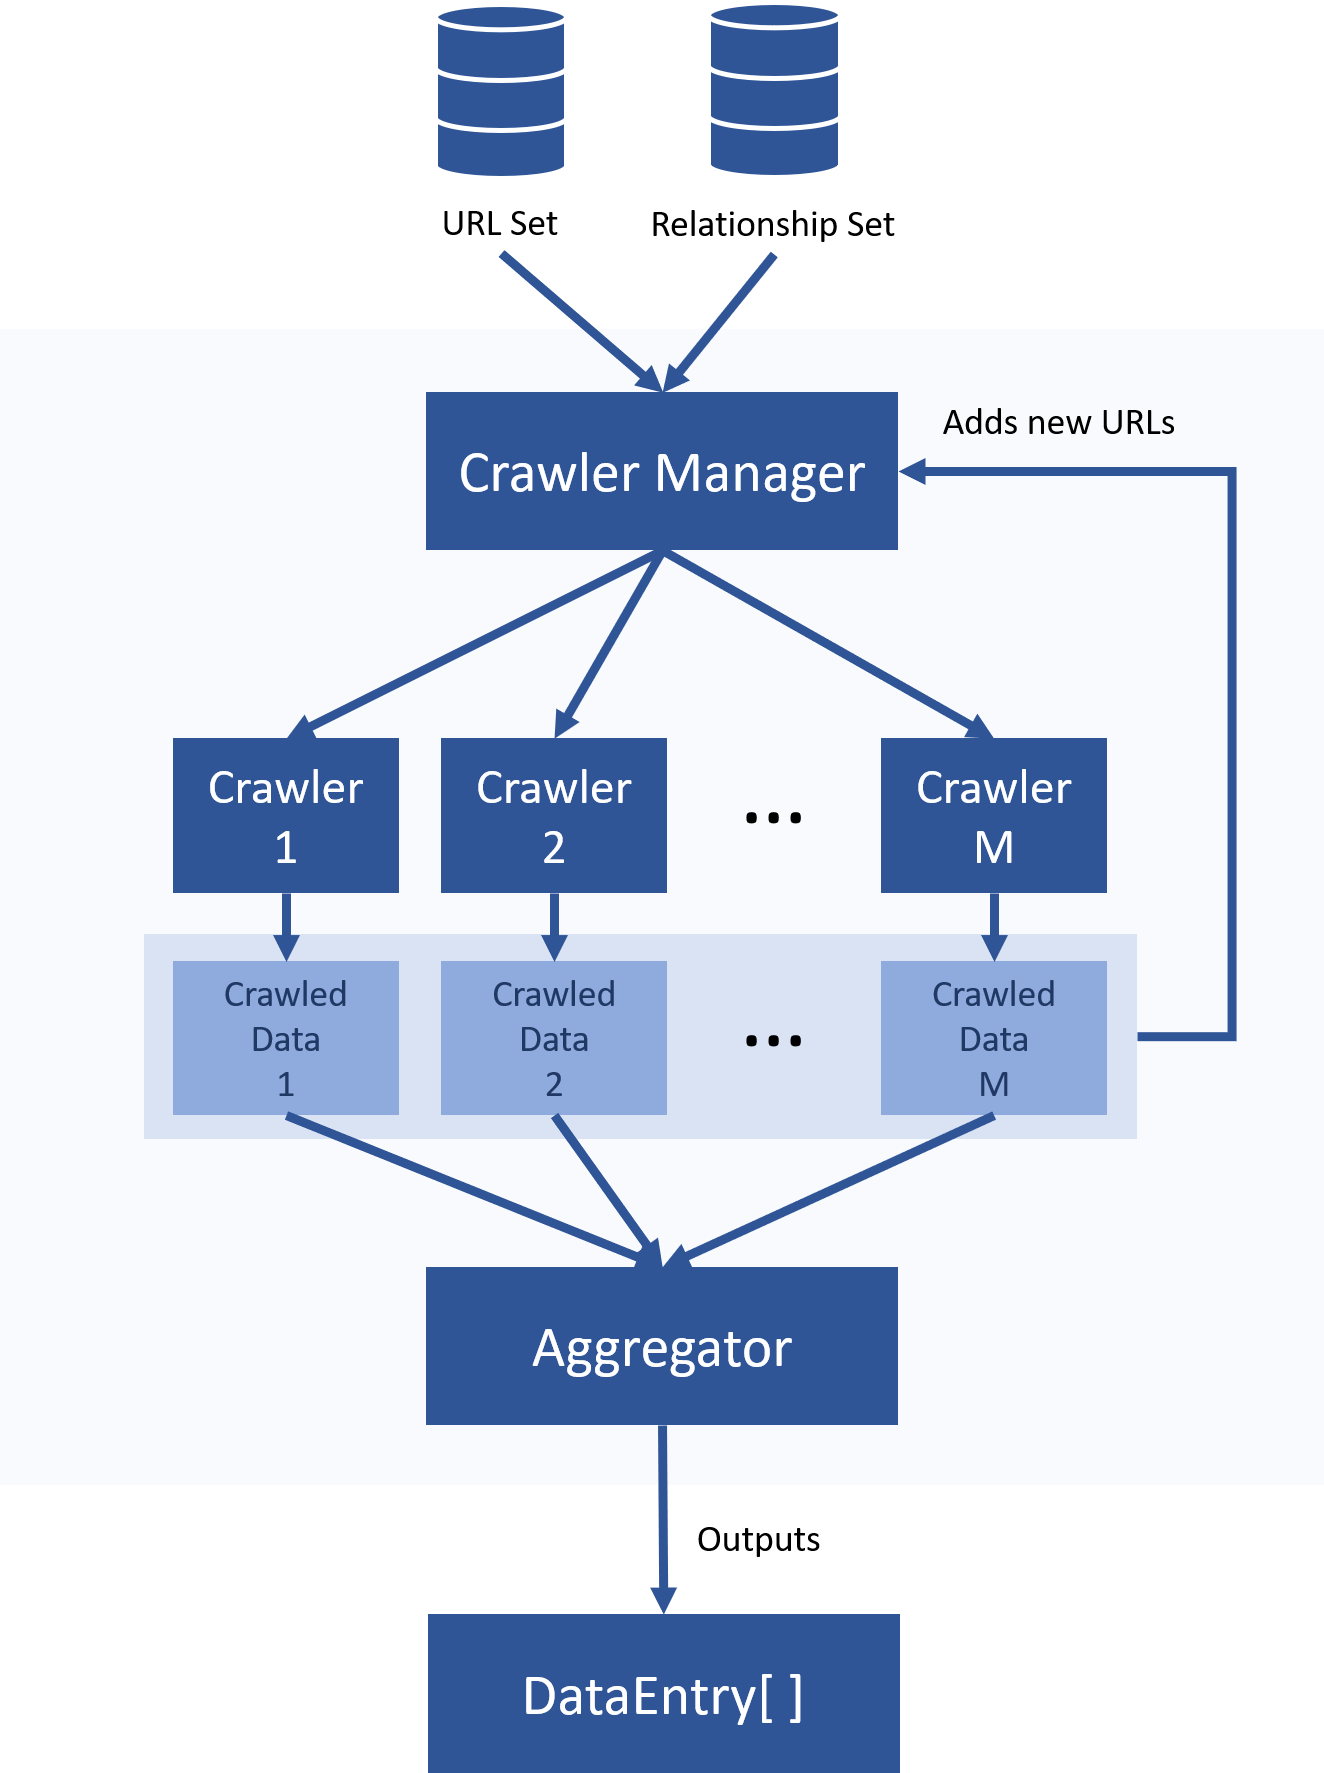 URL Set
Relationship Set
Adds new URLs
Crawler Manager
Crawler
1
Crawler
2
...
Crawler
M
Crawled
Data
1
Crawled
Data
2
...
Crawled
Data
M
Aggregator
Outputs
DataEntry[ ]